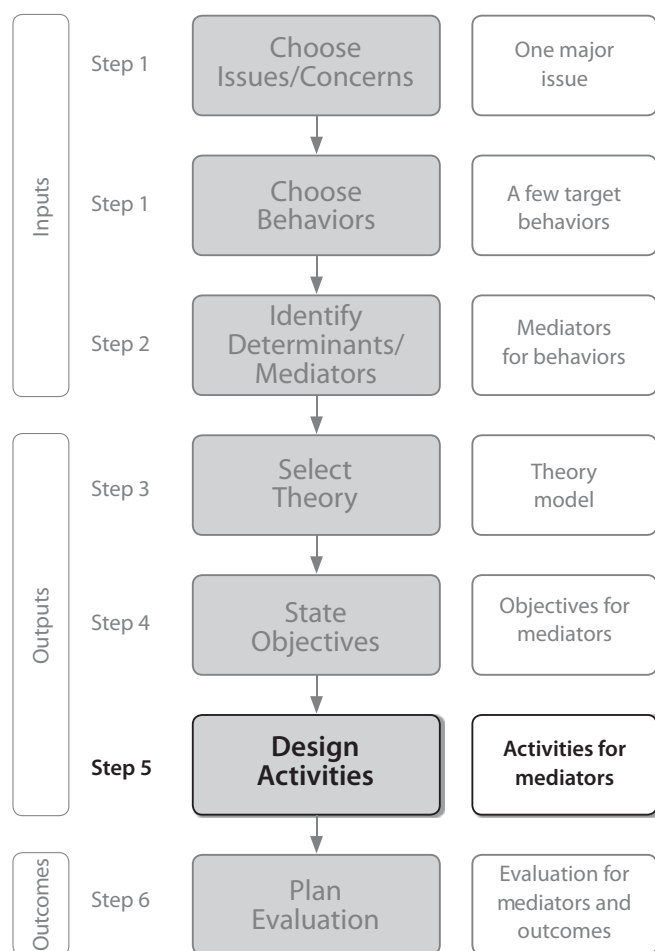 Inputs
Step 1
Choose
Issues/Concerns
One major
issue
Step 1
Choose
Behaviors
A few target
behaviors
Step 2
Identify
Determinants/
Mediators
Mediators
for behaviors
Outputs
Step 3
Select
Theory
Theory
model
Step 4
State
Objectives
Objectives for
mediators
Step 5
Design
Activities
Activities for
mediators
Outcomes
Step 6
Plan
Evaluation
Evaluation for
mediators and
outcomes